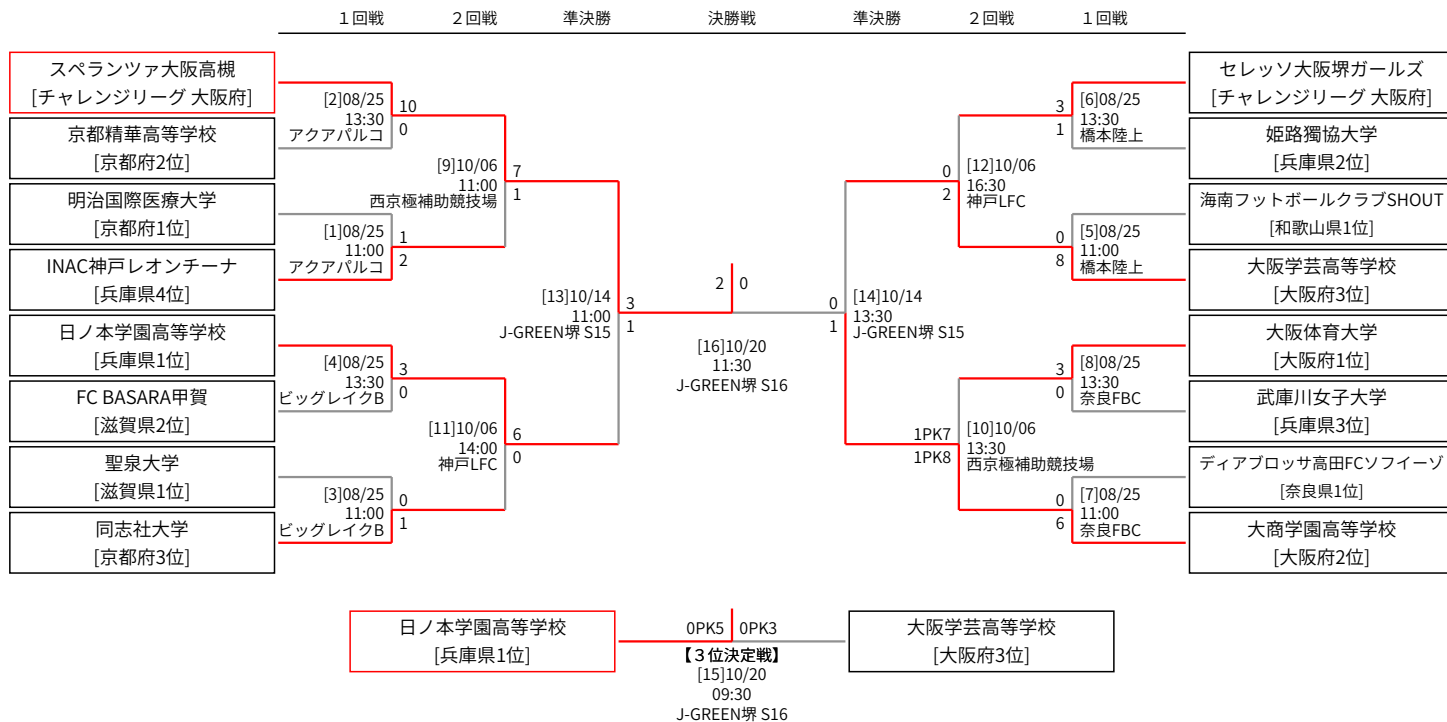 １回戦
２回戦
準決勝
決勝戦
準決勝
２回戦
１回戦
スペランツァ大阪高槻
[チャレンジリーグ 大阪府]
京都精華高等学校
[京都府2位]
明治国際医療大学
[京都府1位]
INAC神戸レオンチーナ
[兵庫県4位]
日ノ本学園高等学校
[兵庫県1位]
FC BASARA甲賀
[滋賀県2位]
聖泉大学
[滋賀県1位]
同志社大学
[京都府3位]
[2]08/25
13:30
アクアパルコ
10
0
[1]08/25
11:00
アクアパルコ
1
2
[4]08/25
13:30
ビッグレイクB
3
0
[3]08/25
11:00
ビッグレイクB
0
1
[9]10/06
11:00
西京極補助競技場
7
1
[11]10/06
14:00
神戸LFC
6
0
[13]10/14
11:00
J-GREEN堺 S15
3
1
2
0
[16]10/20
11:30
J-GREEN堺 S16
0
1
[14]10/14
13:30
J-GREEN堺 S15
0
2
[12]10/06
16:30
神戸LFC
1PK7
1PK8
[10]10/06
13:30
西京極補助競技場
3
1
[6]08/25
13:30
橋本陸上
0
8
[5]08/25
11:00
橋本陸上
3
0
[8]08/25
13:30
奈良FBC
0
6
[7]08/25
11:00
奈良FBC
セレッソ大阪堺ガールズ
[チャレンジリーグ 大阪府]
姫路獨協大学
[兵庫県2位]
海南フットボールクラブSHOUT
[和歌山県1位]
大阪学芸高等学校
[大阪府3位]
大阪体育大学
[大阪府1位]
武庫川女子大学
[兵庫県3位]
ディアブロッサ高田FCソフイーゾ
[奈良県1位]
大商学園高等学校
[大阪府2位]
日ノ本学園高等学校
[兵庫県1位]
0PK5
0PK3
【３位決定戦】
[15]10/20
09:30
J-GREEN堺 S16
大阪学芸高等学校
[大阪府3位]